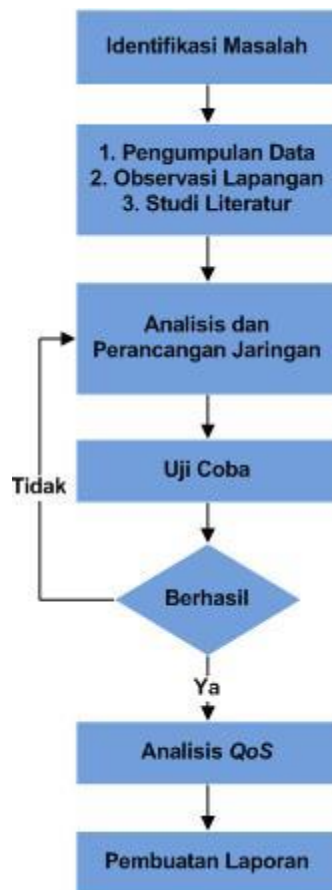 Identifikasi Masalah
1. Pengumpulan Data
2. Observasi Lapangan
3. Studi Literatur
Analisis dan
Perancangan Jaringan
Uji Coba
Tidak
Berhasil
Ya
Analisis QoS
Pembuatan Laporan